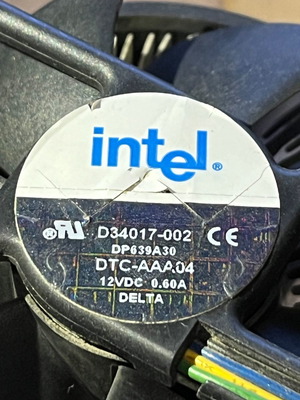 intel®
D34017-002
DP639A30
DTC-AAA04
12VDC 0.60A
DELTA